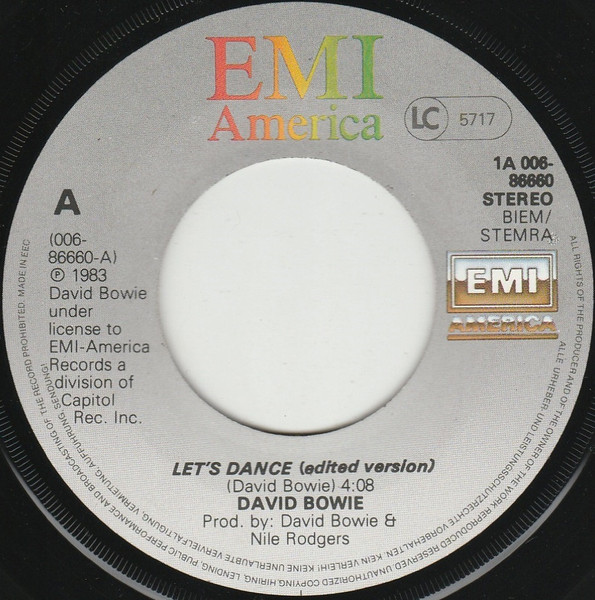 EMI
America
LC 5717
1A 006-
86660
STEREO
BIEM/
STEMRA
EMI
AMERICA
A
(006-
86660-A)
℗ 1983
David Bowie
under
license to
EMI-America
Records a
division of
Capitol
Rec. Inc.
LET'S DANCE (edited version)
(David Bowie) 4:08
DAVID BOWIE
Prod. by: David Bowie &
Nile Rodgers
ALL RIGHTS OF THE PRODUCER AND OF THE OWNER OF THE WORK REPRODUCED RESERVED. UNAUTHORIZED COPYING, HIRING, LENDING, PUBLIC PERFORMANCE AND BROADCASTING OF THE RECORD PROHIBITED. MADE IN EEC
ALLE URHEBER- UND LEISTUNGSSCHUTZRECHTE VORBEHALTEN. KEIN VERLEIH! KEINE UNERLAUBTE VERVIELFÄLTIGUNG, VERMIETUNG, AUFFÜHRUNG, SENDUNG!